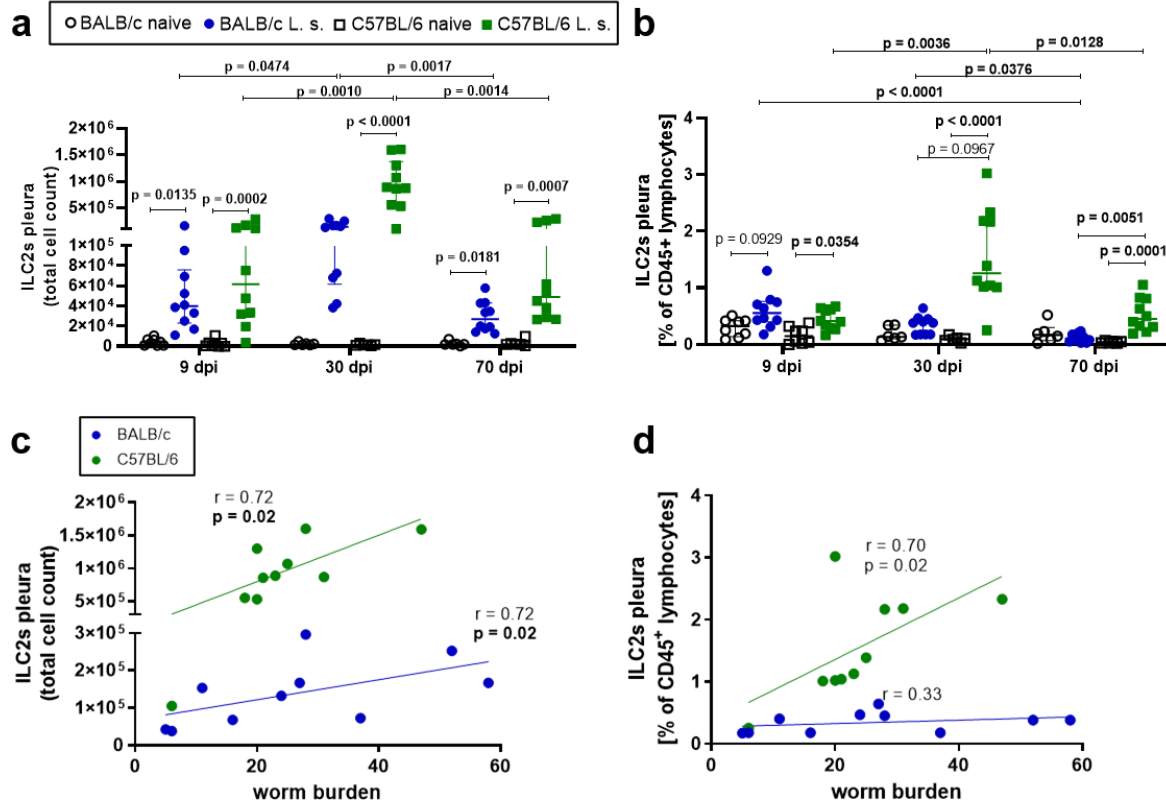 a
BALB/c naive BALB/c L. s. C57BL/6 naive C57BL/6 L. s.
p = 0.0474 p = 0.0017
p = 0.0010 p = 0.0014
p < 0.0001
p = 0.0135 p = 0.0002 p = 0.0007
p = 0.0181
ILC2s pleura
(total cell count)
2×10⁶
1.5×10⁶
1×10⁶
5×10⁵
1×10⁵
8×10⁴
6×10⁴
4×10⁴
2×10⁴
0
9 dpi 30 dpi 70 dpi
b
p = 0.0036 p = 0.0128
p = 0.0376
p <0.0001
p < 0.0001
p = 0.0967
p = 0.0929 p = 0.0354
p = 0.0051
p = 0.0001
ILC2s pleura
[% of CD45+ lymphocytes]
4
3
2
1
0
9 dpi 30 dpi 70 dpi
c
BALB/c
C57BL/6
r = 0.72
p = 0.02
r = 0.72
p = 0.02
ILC2s pleura
(total cell count)
2×10⁶
1.5×10⁶
1×10⁶
5×10⁵
3×10⁵
2×10⁵
1×10⁵
0
0 20 40 60
worm burden
d
r = 0.70
p = 0.02
r = 0.33
ILC2s pleura
[% of CD45⁺ lymphocytes]
4
3
2
1
0
0 20 40 60
worm burden